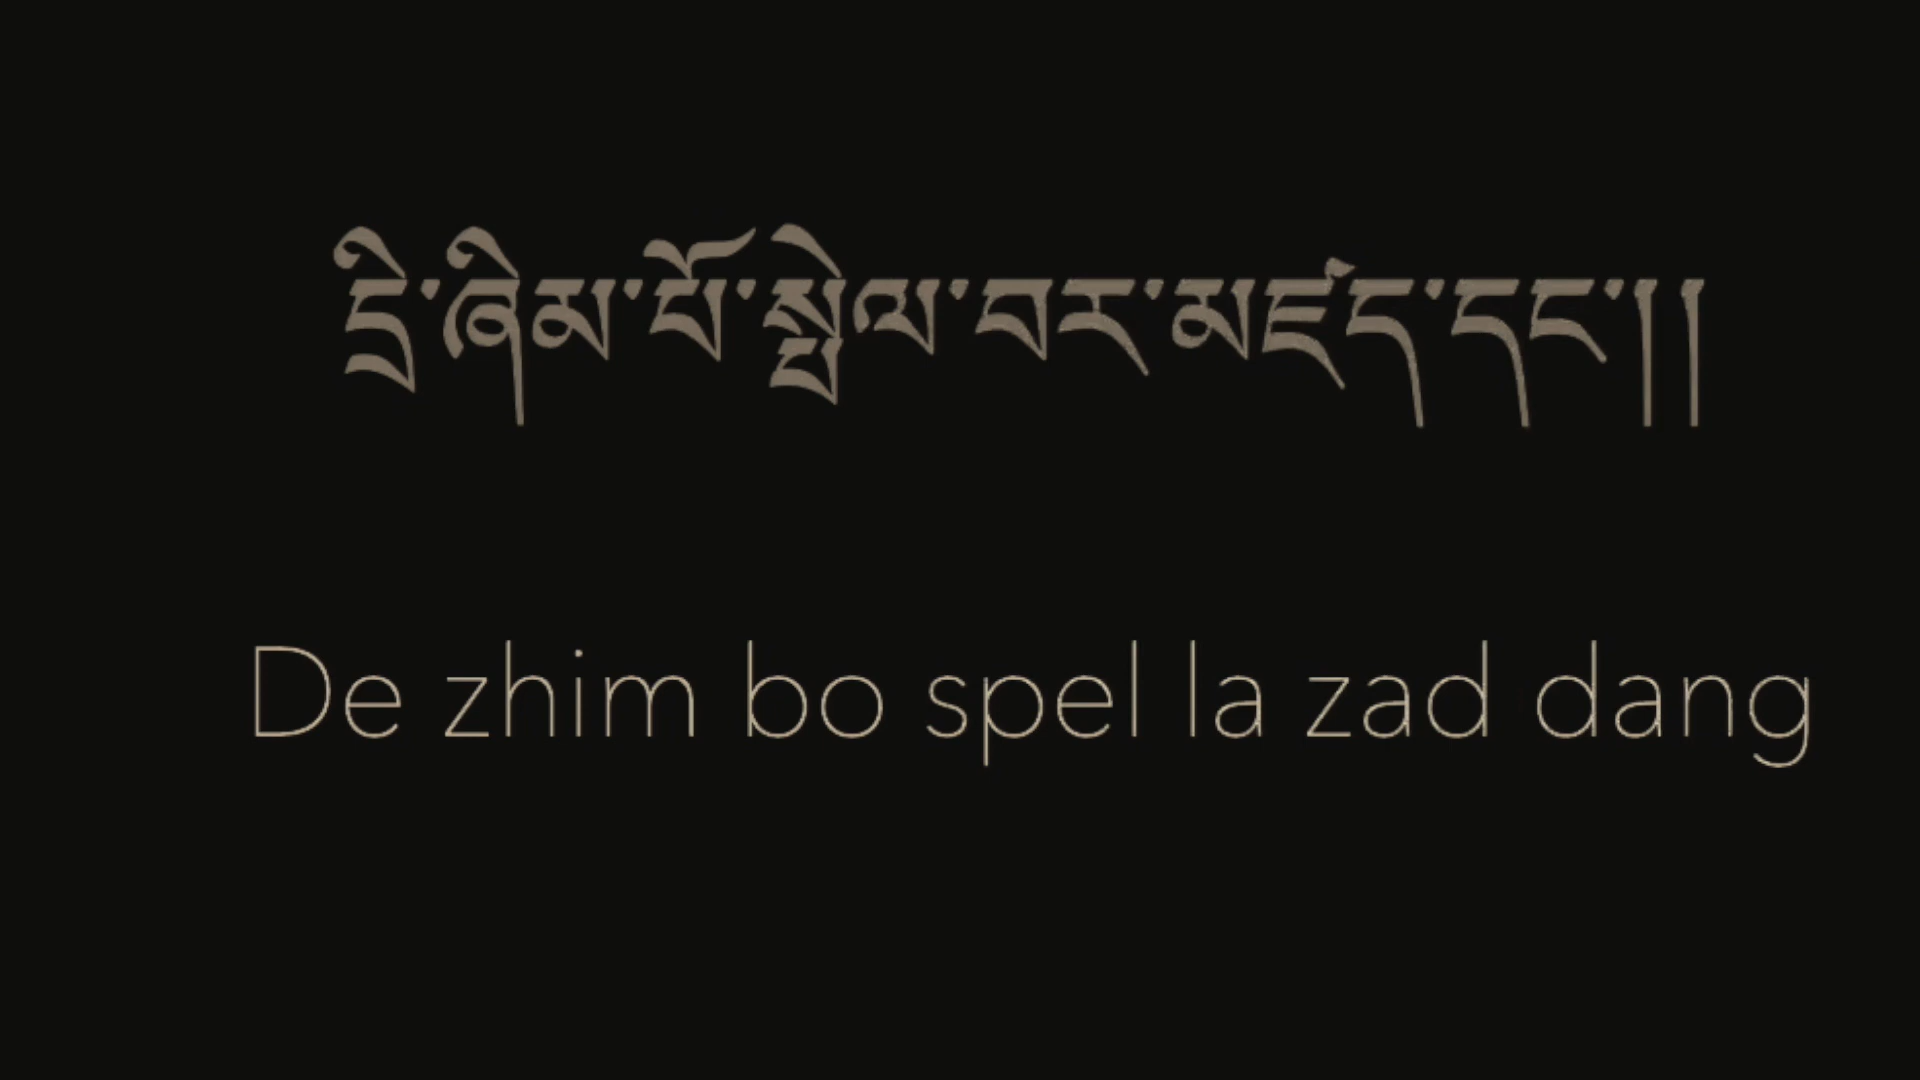 དྲི་ཞིམ་པོ་སྤེལ་བར་མཛད་དང་།།
De zhim bo spel la zad dang